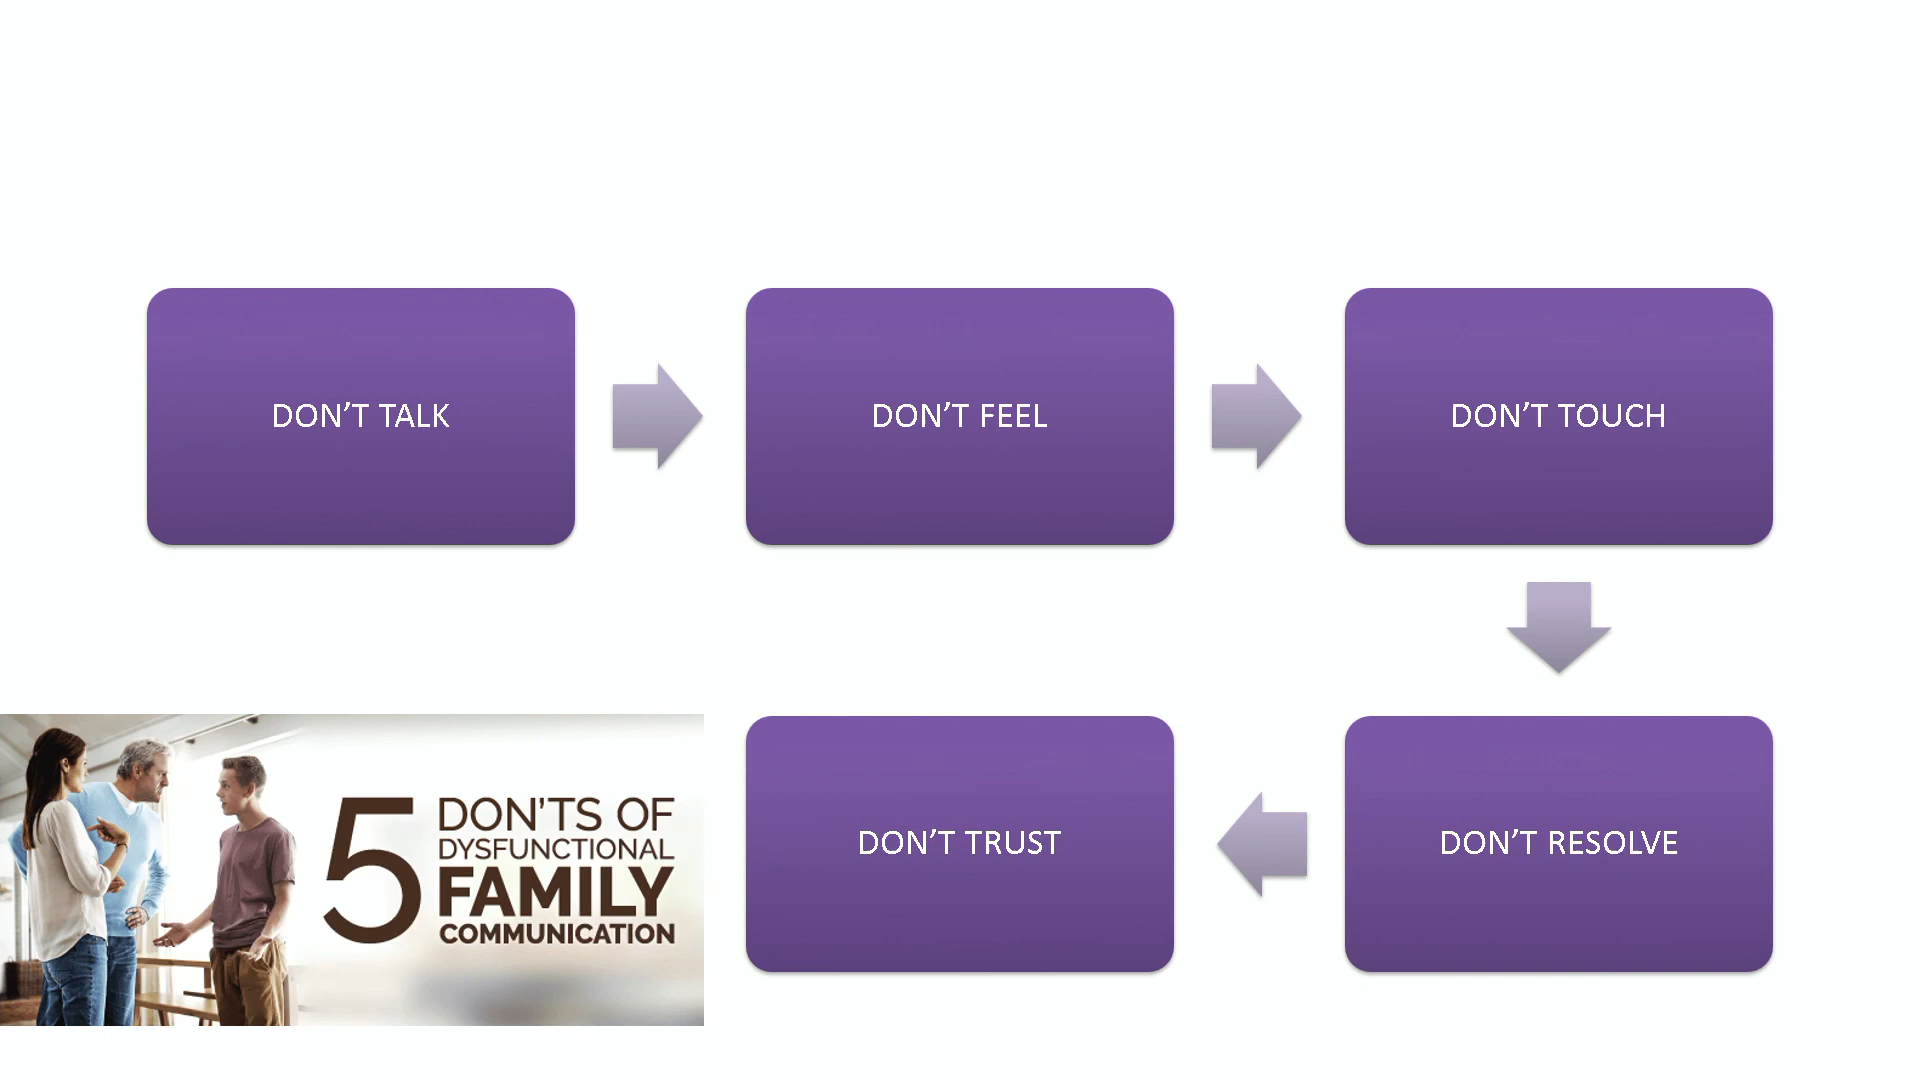 DON’T TALK
DON’T FEEL
DON’T TOUCH
DON’T RESOLVE
DON’T TRUST
5 DON'TS OF
DYSFUNCTIONAL
FAMILY
COMMUNICATION